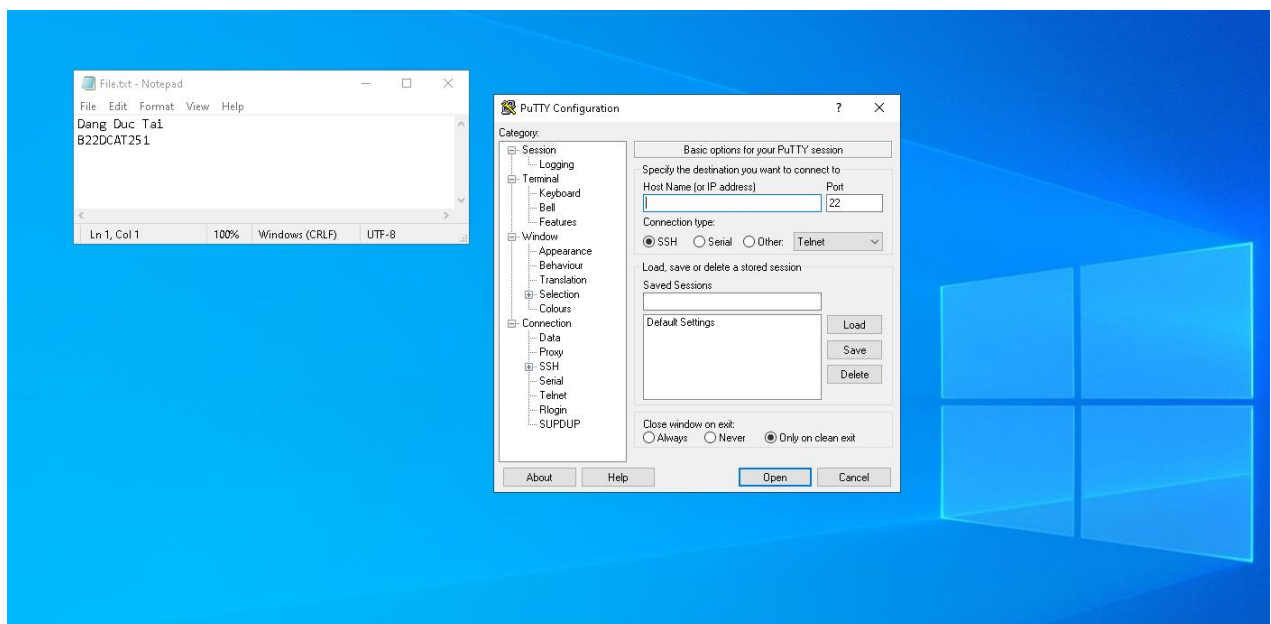 File.txt - Notepad
File Edit Format View Help
Dang Duc Tai
B22DCAT251
Ln 1, Col 1 100% Windows (CRLF) UTF-8
PuTTY Configuration
Category:
Session
Logging
Terminal
Keyboard
Bell
Features
Window
Appearance
Behaviour
Translation
Selection
Colours
Connection
Data
Proxy
SSH
Serial
Telnet
Rlogin
SUPDUP
Basic options for your PuTTY session
Specify the destination you want to connect to
Host Name (or IP address) Port
22
Connection type:
SSH Serial Other: Telnet
Load, save or delete a stored session
Saved Sessions
Default Settings
Load
Save
Delete
Close window on exit:
Always Never Only on clean exit
About Help Open Cancel